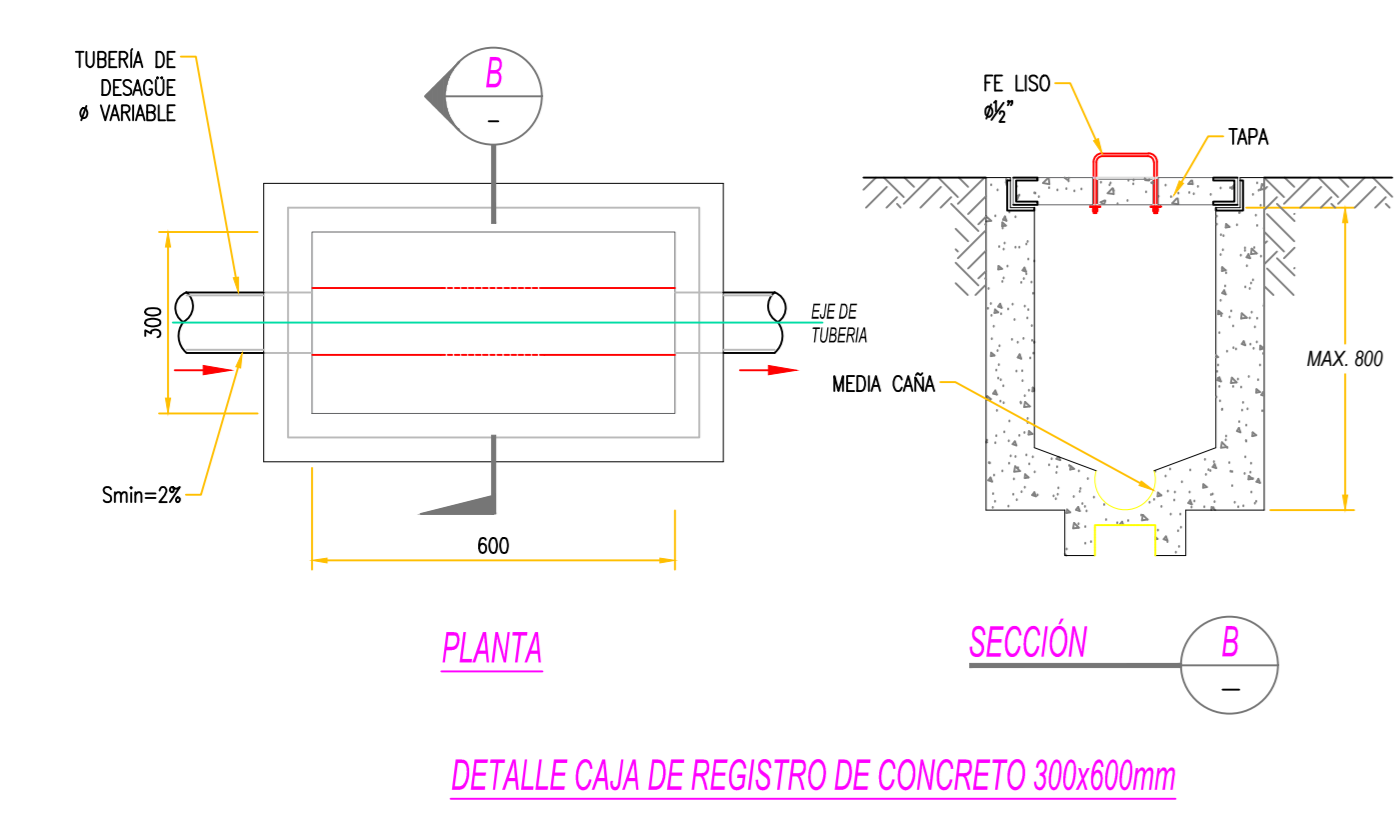 TUBERÍA DE
DESAGÜE
ø VARIABLE
B
-
300
EJE DE
TUBERIA
Smin=2%
600
PLANTA
FE LISO
ø½"
TAPA
MAX. 800
MEDIA CAÑA
SECCIÓN
B
-
DETALLE CAJA DE REGISTRO DE CONCRETO 300x600mm